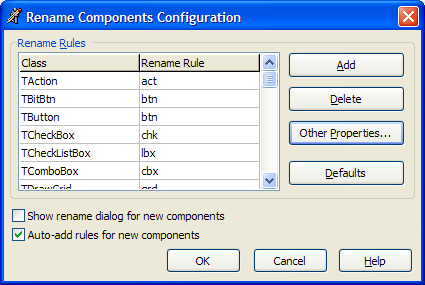 Rename Components Configuration
Rename Rules
Class Rename Rule
TAction act
TBitBtn btn
TButton btn
TCheckBox chk
TCheckListBox lbx
TComboBox cbx
TDrawGrid grd
Add
Delete
Other Properties...
Defaults
Show rename dialog for new components
Auto-add rules for new components
OK Cancel Help